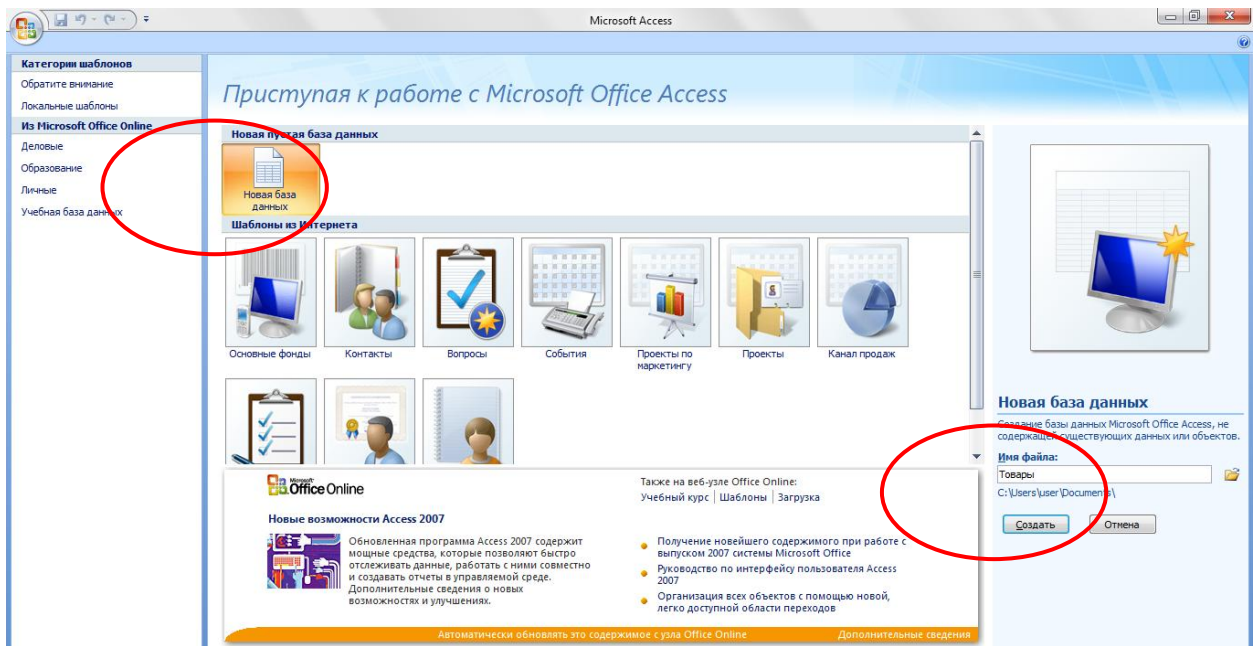 Microsoft Access
Категории шаблонов
Обратите внимание
Локальные шаблоны
Из Microsoft Office Online
Деловые
Образование
Личные
Учебная база данных
Приступая к работе с Microsoft Office Access
Новая пустая база данных
Новая база
данных
Шаблоны из Интернета
Основные фонды
Контакты
Вопросы
События
Проекты по
маркетингу
Проекты
Канал продаж
Microsoft
Office Online
Новые возможности Access 2007
Обновленная программа Access 2007 содержит
мощные средства, которые позволяют быстро
отслеживать данные, работать с ними совместно
и создавать отчеты в управляемой среде.
Дополнительные сведения о новых
возможностях и улучшениях.
Также на веб-узле Office Online:
Учебный курс | Шаблоны | Загрузка
Получение новейшего содержимого при работе с
выпуском 2007 системы Microsoft Office
Руководство по интерфейсу пользователя Access
2007
Организация всех объектов с помощью новой,
легко доступной области переходов
Автоматически обновлять это содержимое с узла Office Online
Дополнительные сведения
Новая база данных
Создание базы данных Microsoft Office Access, не
содержащей существующих данных или объектов.
Имя файла:
Товары
C:\Users\user\Documents\
Создать
Отмена